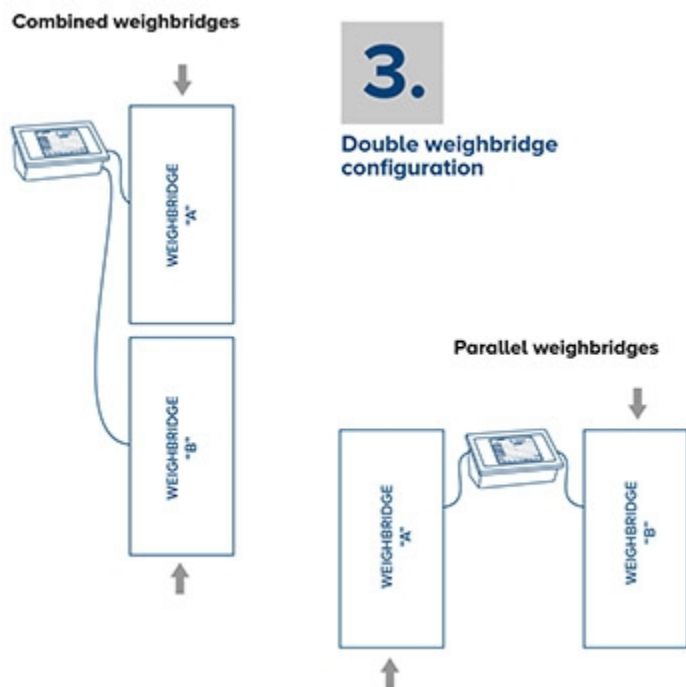 Combined weighbridges
3.
Double weighbridge
configuration
WEIGHBRIDGE
"A"
WEIGHBRIDGE
"B"
Parallel weighbridges
WEIGHBRIDGE
"A"
WEIGHBRIDGE
"B"